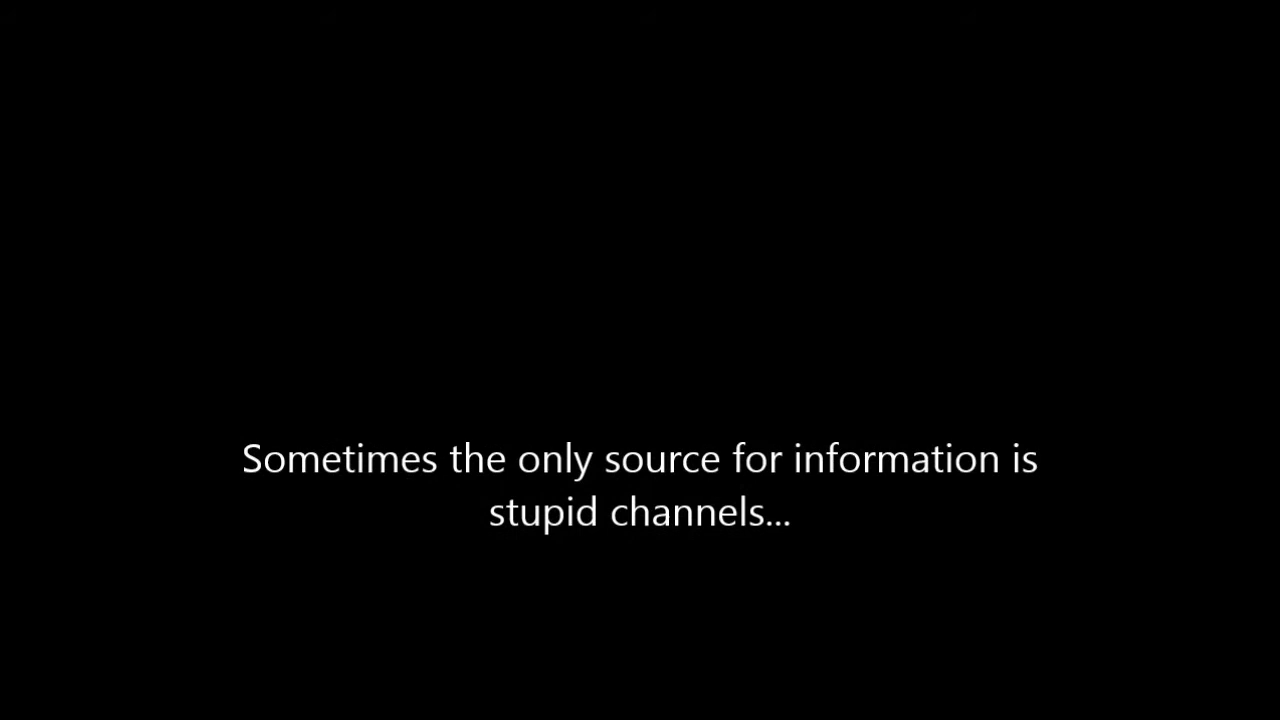 Sometimes the only source for information is
stupid channels...